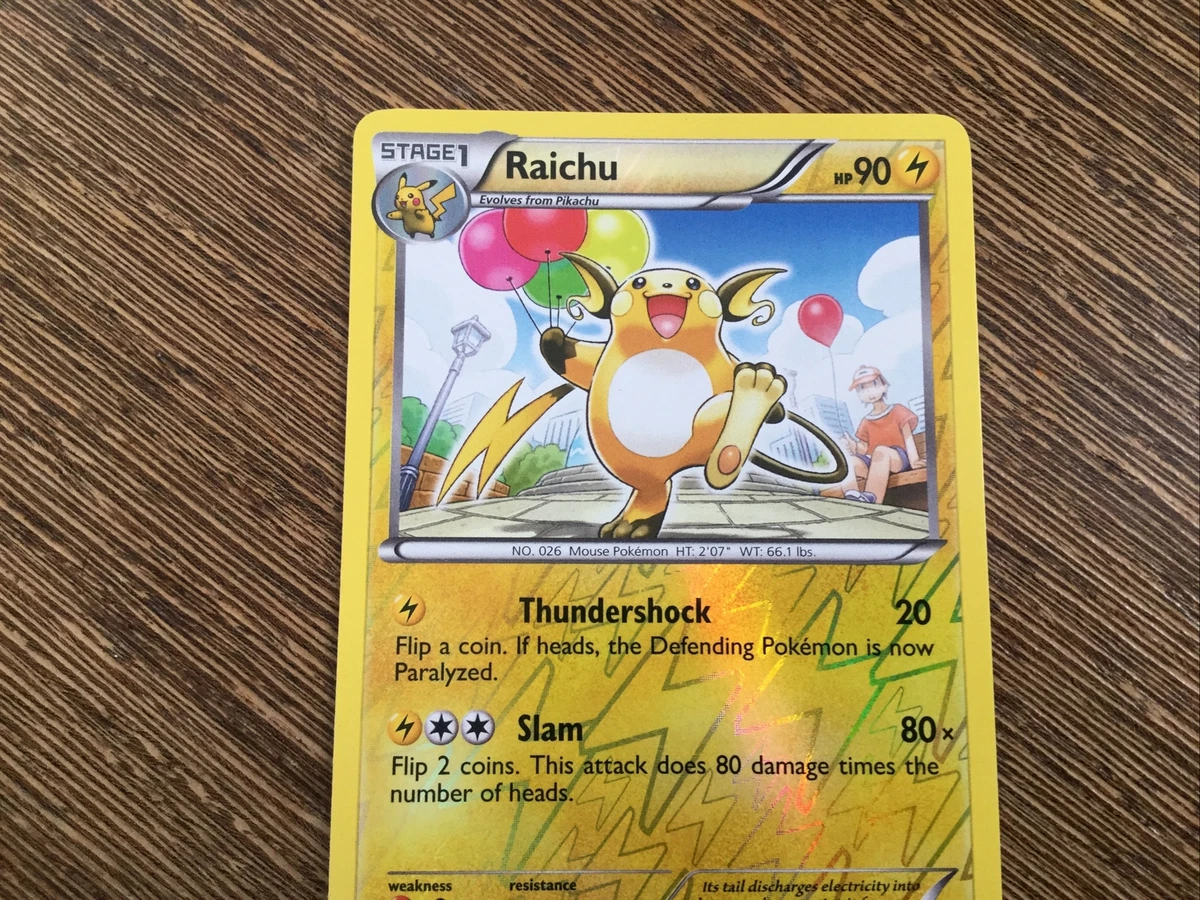 STAGE1
Raichu
HP 90
Evolves from Pikachu
NO. 026 Mouse Pokémon HT: 2'07" WT: 66.1 lbs.
Thundershock 20
Flip a coin. If heads, the Defending Pokémon is now
Paralyzed.
Slam 80×
Flip 2 coins. This attack does 80 damage times the
number of heads.
weakness resistance
Its tail discharges electricity into